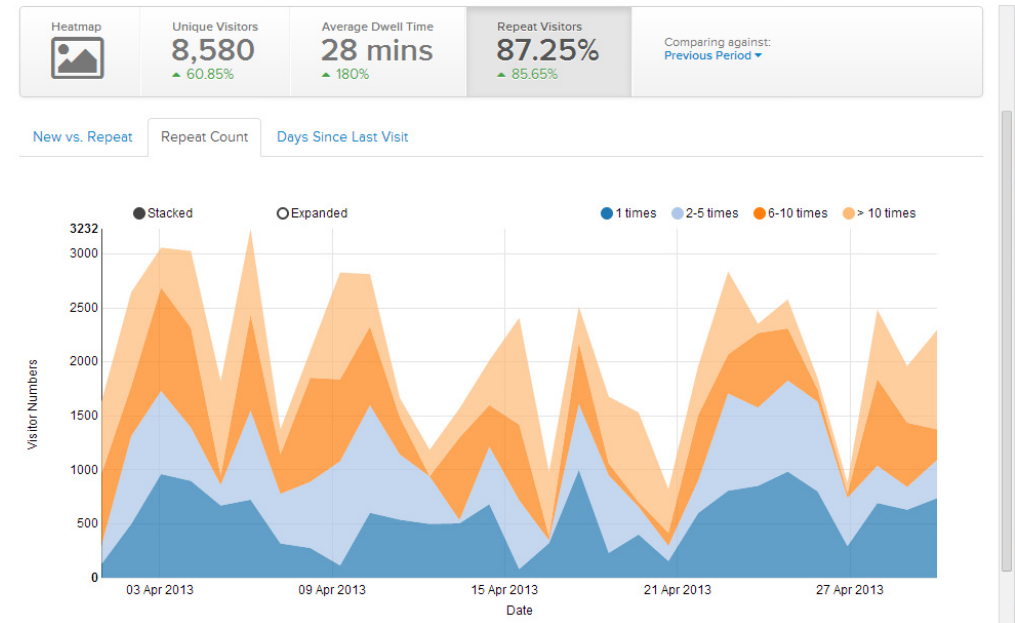 Heatmap
Unique Visitors
8,580
60.85%
Average Dwell Time
28 mins
180%
Repeat Visitors
87.25%
85.65%
Comparing against:
Previous Period
New vs. Repeat
Repeat Count
Days Since Last Visit
Stacked
Expanded
1 times
2-5 times
6-10 times
> 10 times
3232
3000
2500
2000
1500
1000
500
0
Visitor Numbers
03 Apr 2013
09 Apr 2013
15 Apr 2013
21 Apr 2013
27 Apr 2013
Date